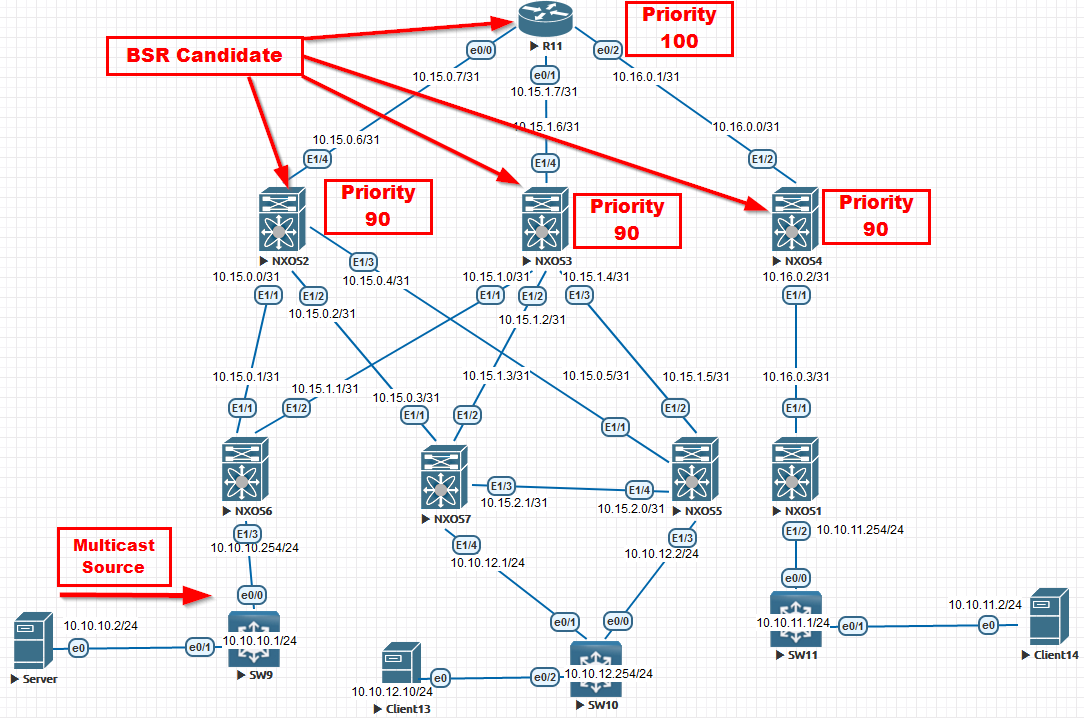 Priority
100
R11
BSR Candidate
e0/0
e0/2
10.15.0.7/31
e0/1
10.16.0.1/31
10.15.1.7/31
10.15.1.6/31
10.16.0.0/31
10.15.0.6/31
E1/4
E1/4
E1/2
Priority
90
Priority
90
Priority
90
NXOS2
NXOS3
NXOS4
E1/3
10.15.0.0/31
10.15.0.4/31
10.15.1.0/31
10.15.1.4/31
10.16.0.2/31
E1/1
E1/2
E1/1
E1/2
E1/3
E1/1
10.15.0.2/31
10.15.1.2/31
10.15.0.1/31
10.15.1.1/31
10.15.1.3/31
10.15.0.5/31
10.15.1.5/31
10.16.0.3/31
10.15.0.3/31
E1/1
E1/2
E1/1
E1/2
E1/1
E1/2
E1/1
E1/3
E1/4
10.15.2.1/31
10.15.2.0/31
NXOS6
NXOS7
NXOS5
NXOS1
E1/3
10.10.10.254/24
E1/4
10.10.12.1/24
E1/3
10.10.12.2/24
E1/2
10.10.11.254/24
Multicast
Source
e0/0
e0/0
10.10.10.2/24
e0
e0/1
10.10.10.1/24
e0/1
e0/0
10.10.11.1/24
e0/1
10.10.11.2/24
e0
Server
SW9
SW11
Client14
10.10.12.10/24
e0
e0/2
10.10.12.254/24
Client13
SW10